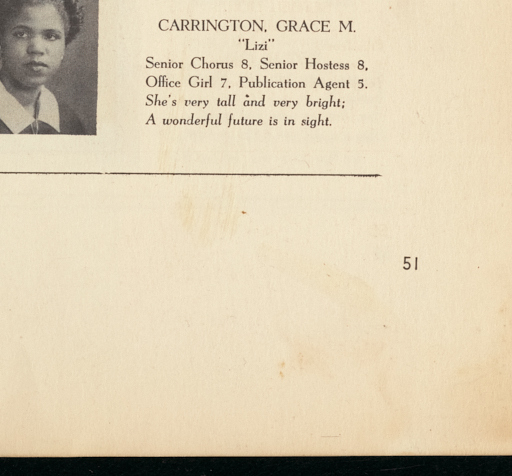 CARRINGTON, GRACE M.
"Lizi"
Senior Chorus 8, Senior Hostess 8,
Office Girl 7, Publication Agent 5.
She's very tall and very bright;
A wonderful future is in sight.
51